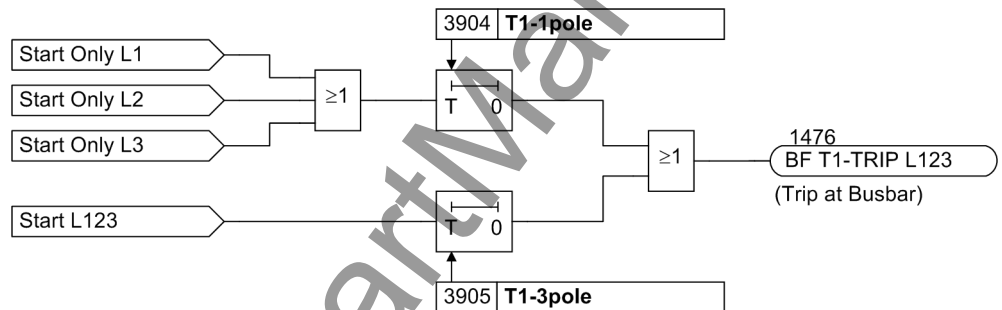 3904 T1-1pole
Start Only L1
Start Only L2
Start Only L3
≥1
T 0
≥1
1476
BF T1-TRIP L123
(Trip at Busbar)
Start L123
T 0
3905 T1-3pole